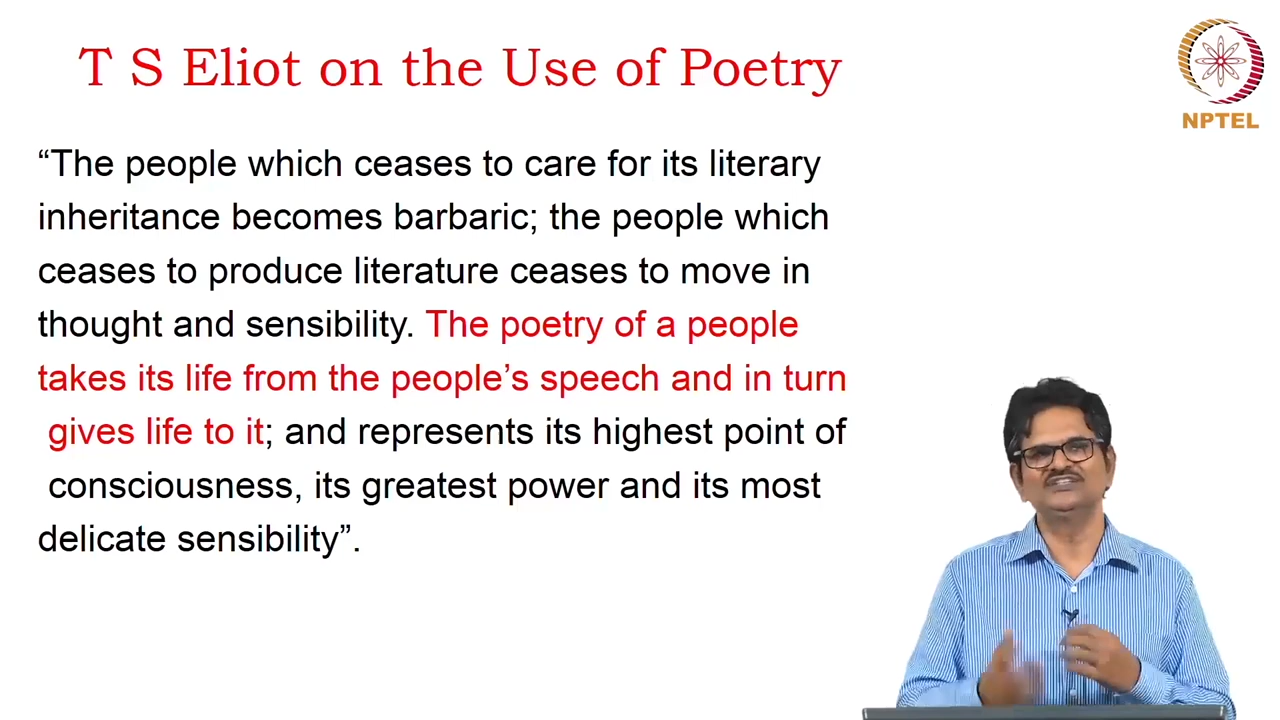 T S Eliot on the Use of Poetry
NPTEL
“The people which ceases to care for its literary
inheritance becomes barbaric; the people which
ceases to produce literature ceases to move in
thought and sensibility. The poetry of a people
takes its life from the people’s speech and in turn
gives life to it; and represents its highest point of
consciousness, its greatest power and its most
delicate sensibility”.